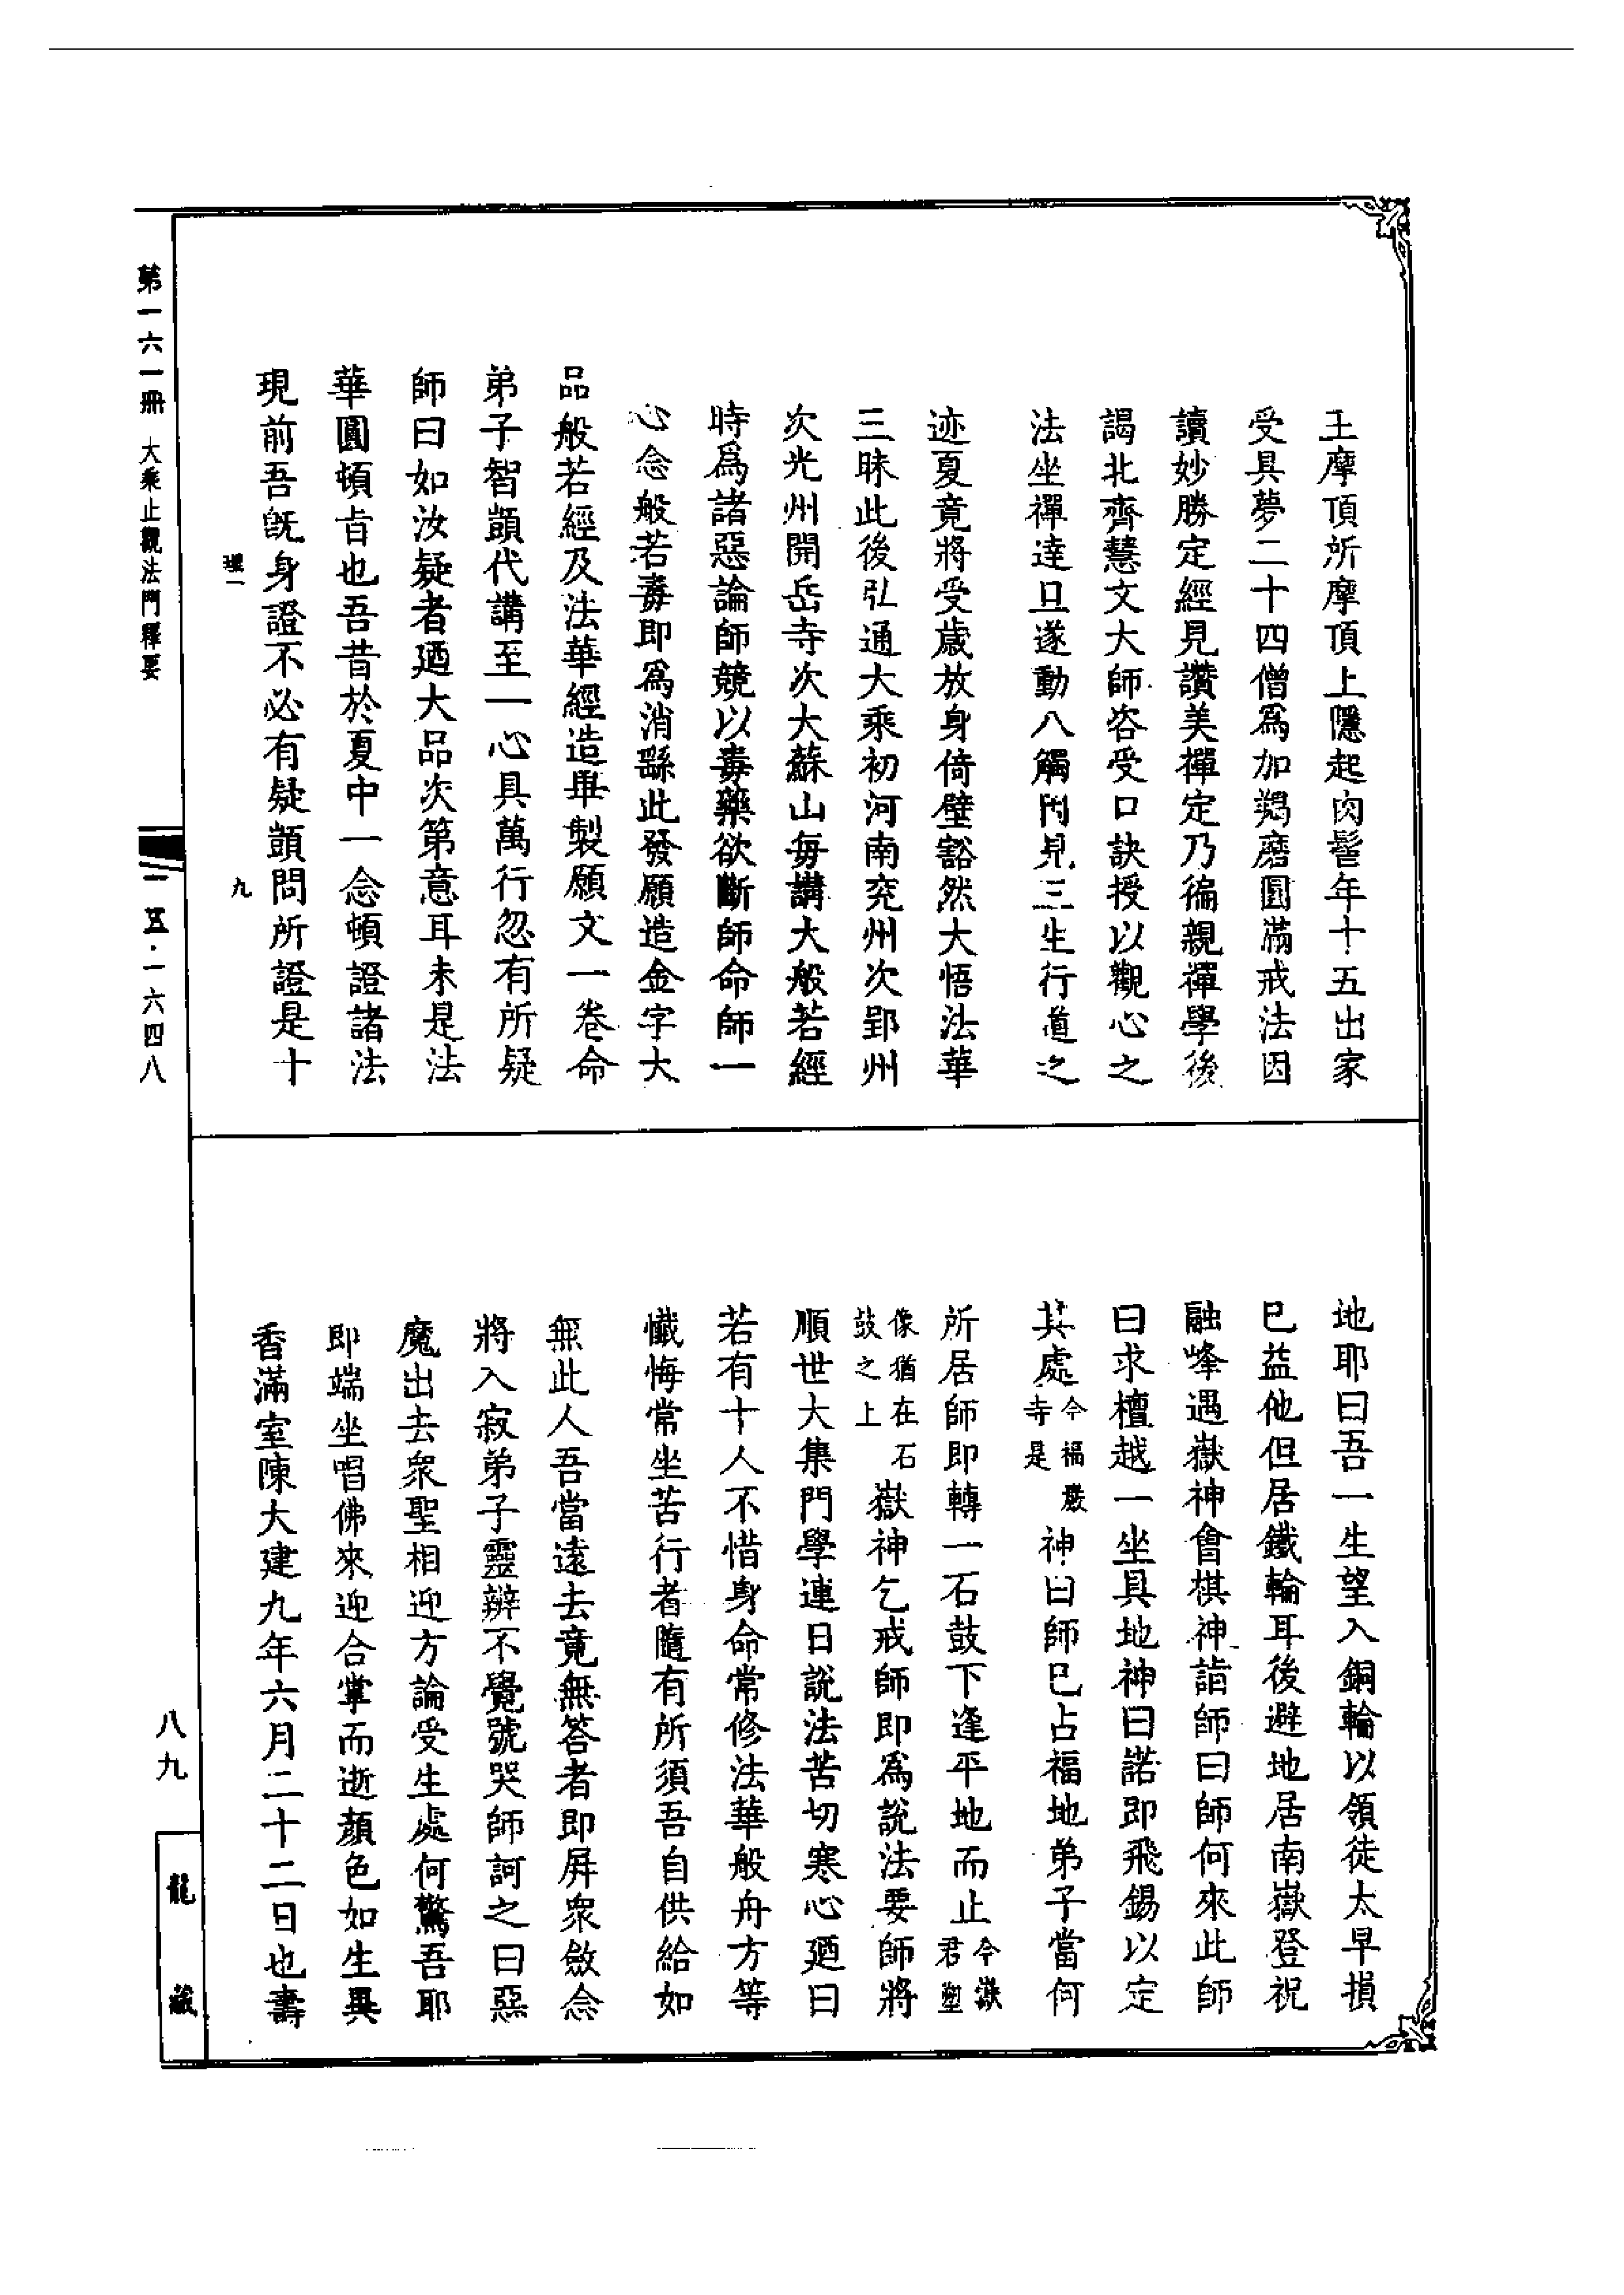 王摩頂所摩頂上隱起肉髻年十五出家
受具夢二十四僧爲加羯磨圓滿戒法因
讀妙勝定經見讚美禪定乃徧親禪學後
謁北齊慧文大師咨受口訣授以觀心之
法坐禪達旦遂動八觸門見三生行道之
迹夏竟將受歲放身倚壁豁然大悟法華
三昧此後弘通大乘初河南兖州次郢州
次光州開岳寺次大蘇山每講大般若經
時爲諸惡論師競以毒藥欲斷師命師一
心念般若毒即爲消繇此發願造金字大
品般若經及法華經造畢製願文一卷命
弟子智顗代講至一心具萬行忽有所疑
師曰如汝疑者廼大品次第意耳未是法
華圓頓旨也吾昔於夏中一念頓證諸法
現前吾旣身證不必有疑顗問所證是十
理一 九
地耶曰吾一生望入銅輪以領徒太早損
巳益他但居鐵輪耳後避地居南嶽登祝
融峰遇嶽神會棋神詣師曰師何來此師
曰求檀越一坐具地神曰諾即飛錫以定
其處今福嚴寺是神曰師巳占福地弟子當何
所居師即轉一石鼓下逢平地而止今嶽君塑
像猶在石鼓之上嶽神乞戒師即爲說法要師將
順世大集門學連日說法苦切寒心廼曰
若有十人不惜身命常修法華般舟方等
懺悔常坐苦行者隨有所須吾自供給如
無此人吾當遠去竟無答者即屏衆斂念
將入寂弟子靈辨不覺號哭師訶之曰惡
魔出去衆聖相迎方論受生處何驚吾耶
即端坐唱佛來迎合掌而逝顏色如生異
香滿室陳大建九年六月二十二日也壽
第一六一冊 大乘止觀法門釋要
一五·一六四八
八九
龍藏